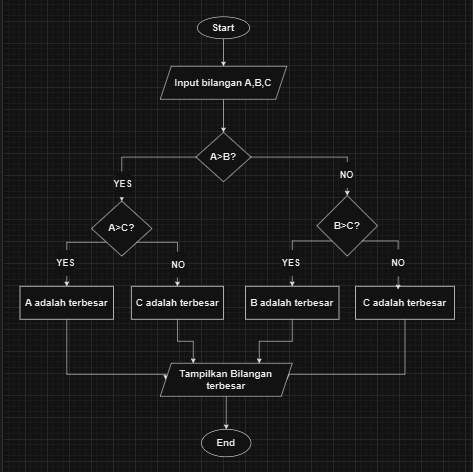 Start
Input bilangan A,B,C
A>B?
YES
NO
A>C?
B>C?
YES
NO
YES
NO
A adalah terbesar
C adalah terbesar
B adalah terbesar
C adalah terbesar
Tampilkan Bilangan
terbesar
End